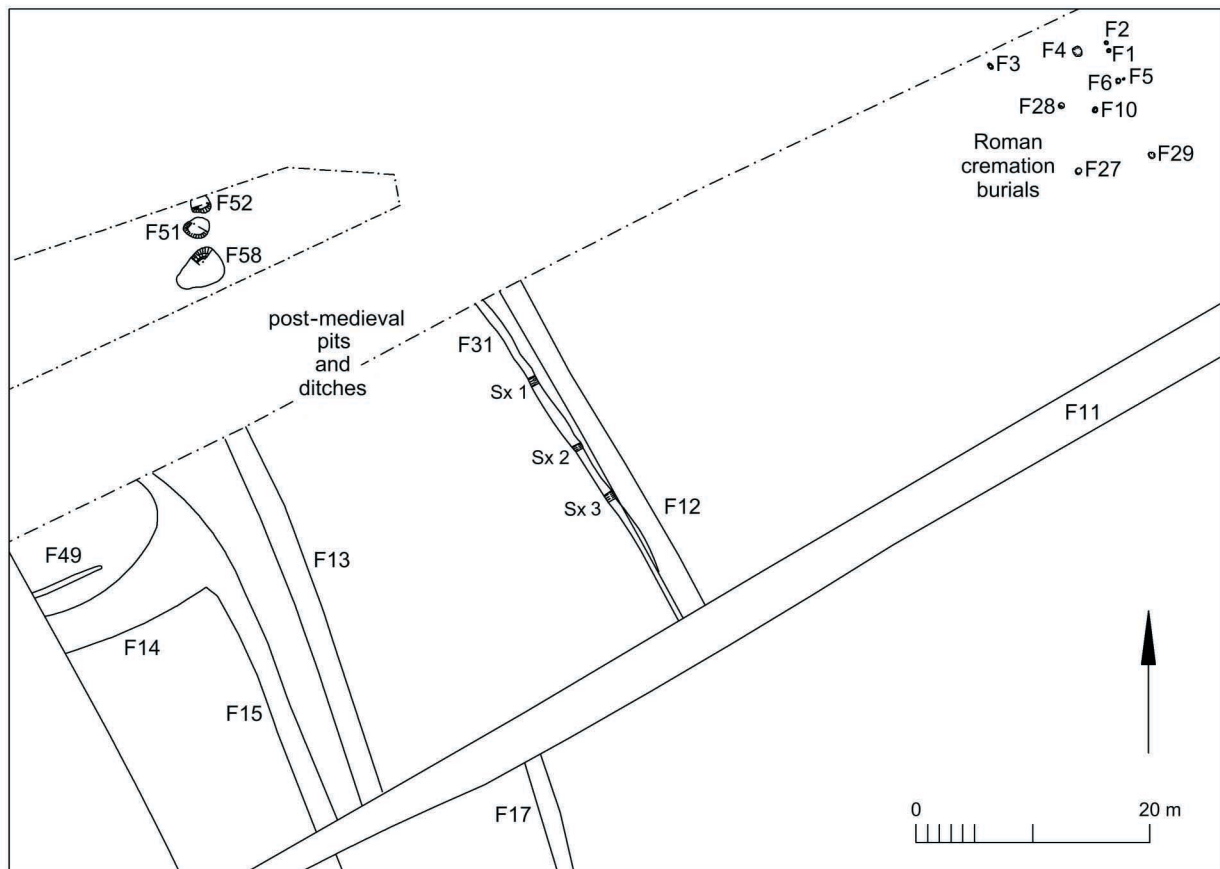 F2
F4
F1
F3
F6
F5
F28
F10
Roman
cremation
burials
F29
F27
F52
F51
F58
post-medieval
pits
and
ditches
F31
Sx 1
Sx 2
Sx 3
F12
F11
F49
F13
F14
F15
F17
0
20 m